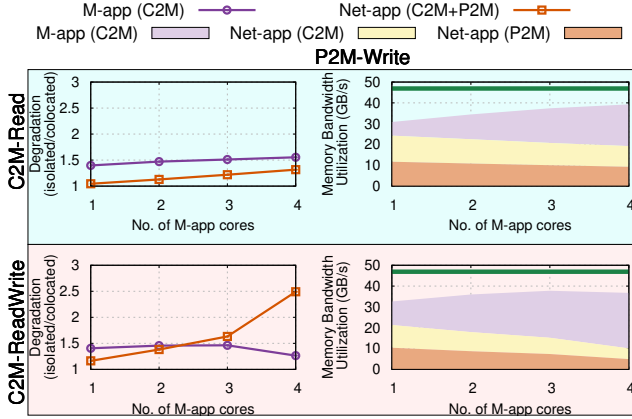 M-app (C2M) Net-app (C2M+P2M)
M-app (C2M) Net-app (C2M) Net-app (P2M)
P2M-Write
C2M-Read
Degradation
(isolated/colocated)
3
2.5
2
1.5
1
1 2 3 4
No. of M-app cores
Memory Bandwidth
Utilization (GB/s)
50
40
30
20
10
0
1 2 3 4
No. of M-app cores
C2M-ReadWrite
Degradation
(isolated/colocated)
3
2.5
2
1.5
1
1 2 3 4
No. of M-app cores
Memory Bandwidth
Utilization (GB/s)
50
40
30
20
10
0
1 2 3 4
No. of M-app cores